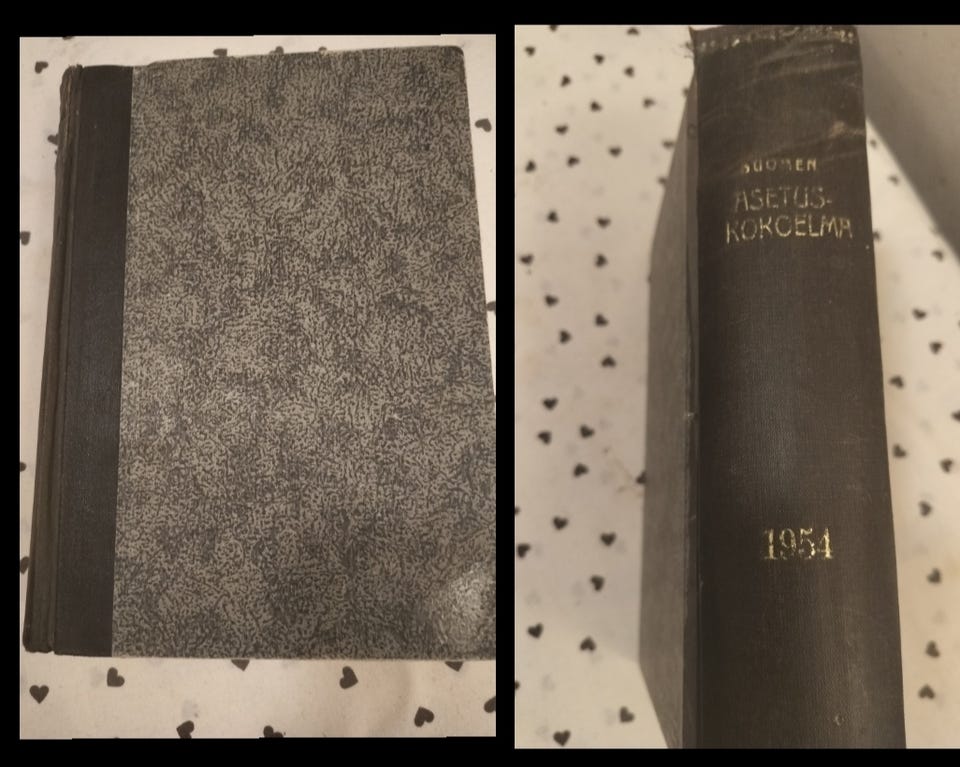 SUOMEN
ASETUS-
KOKOELMA
1954